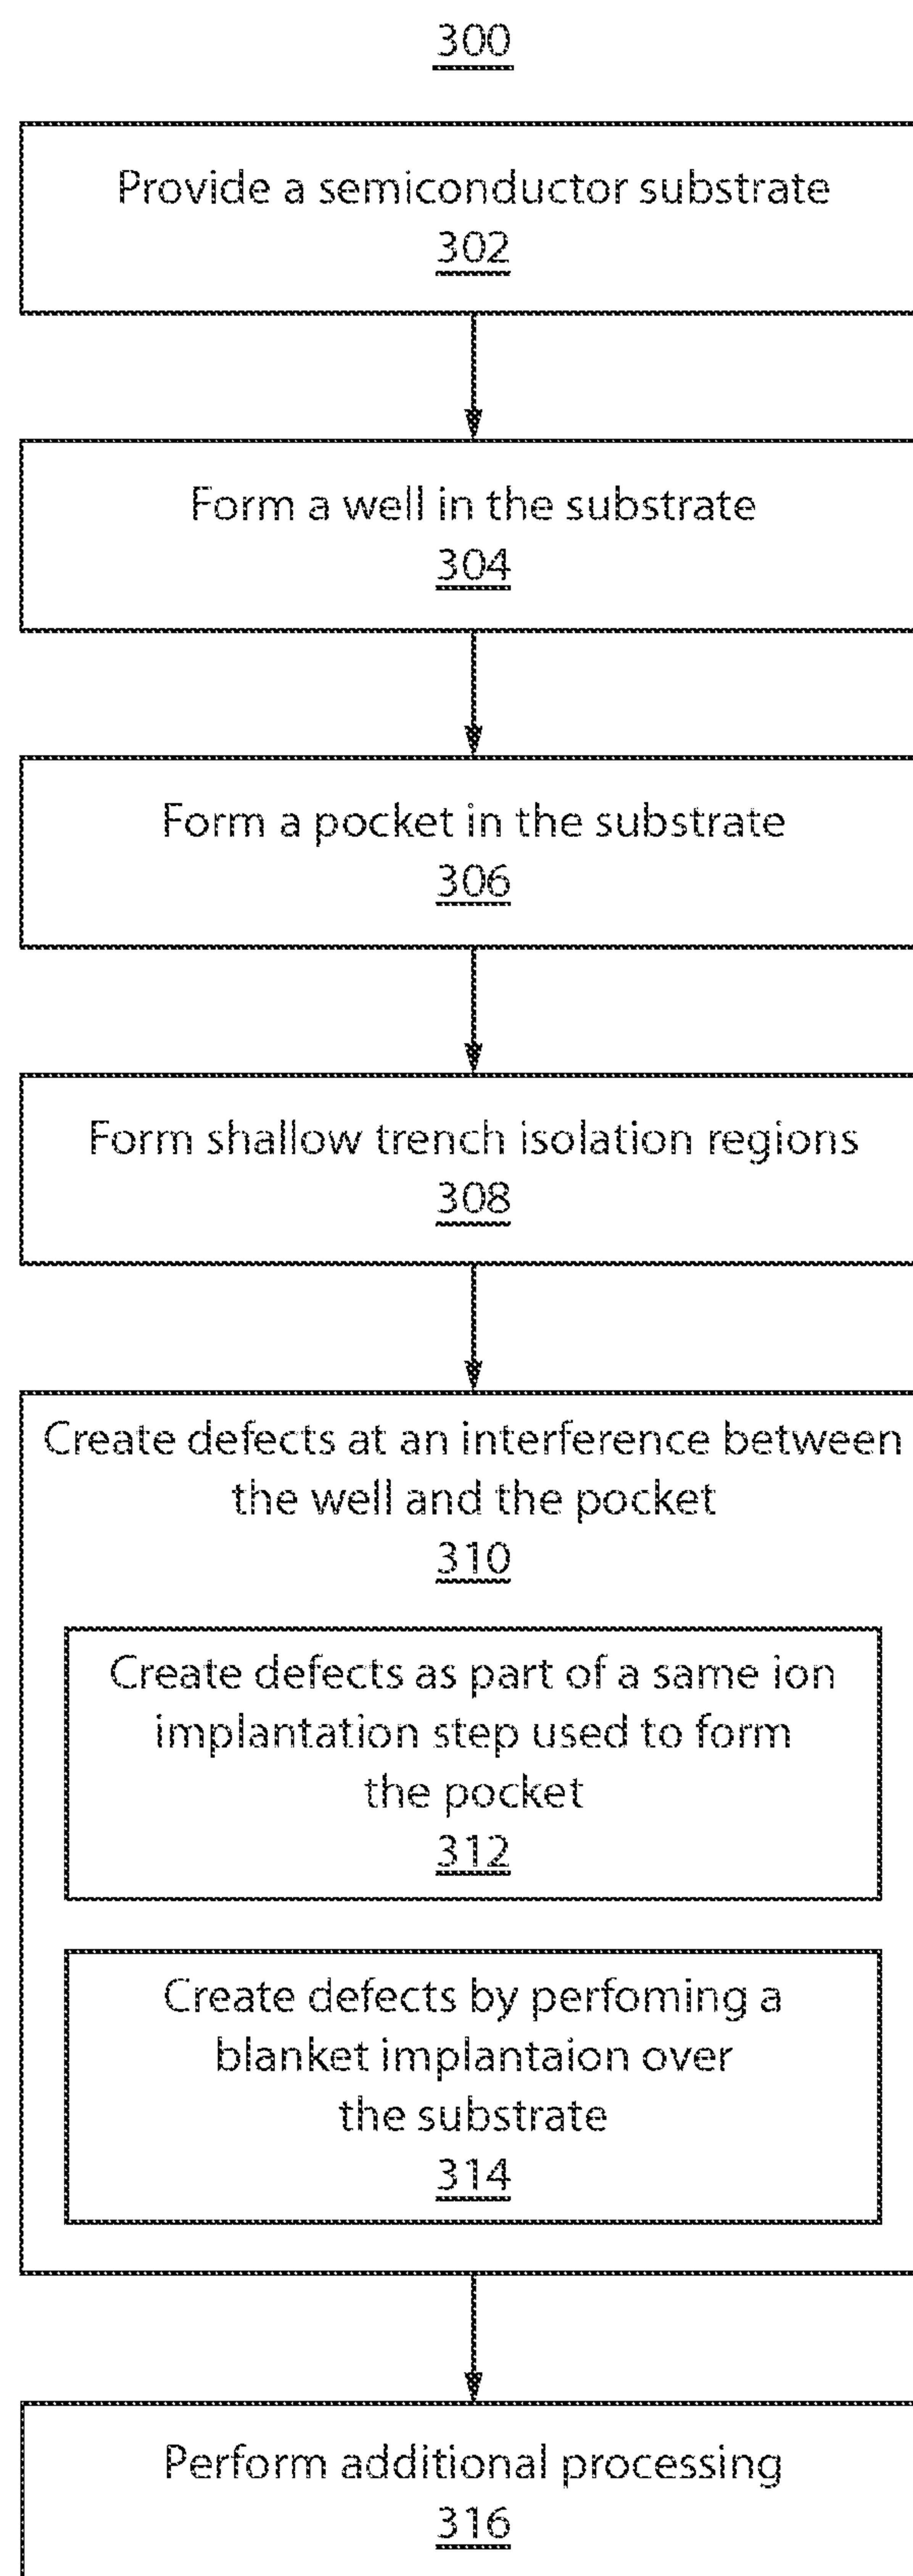 300
Provide a semiconductor substrate
302
Form a well in the substrate
304
Form a pocket in the substrate
306
Form shallow trench isolation regions
308
Create defects at an interference between
the well and the pocket
310
Create defects as part of a same ion
implantation step used to form
the pocket
312
Create defects by perfoming a
blanket implantaion over
the substrate
314
Perform additional processing
316